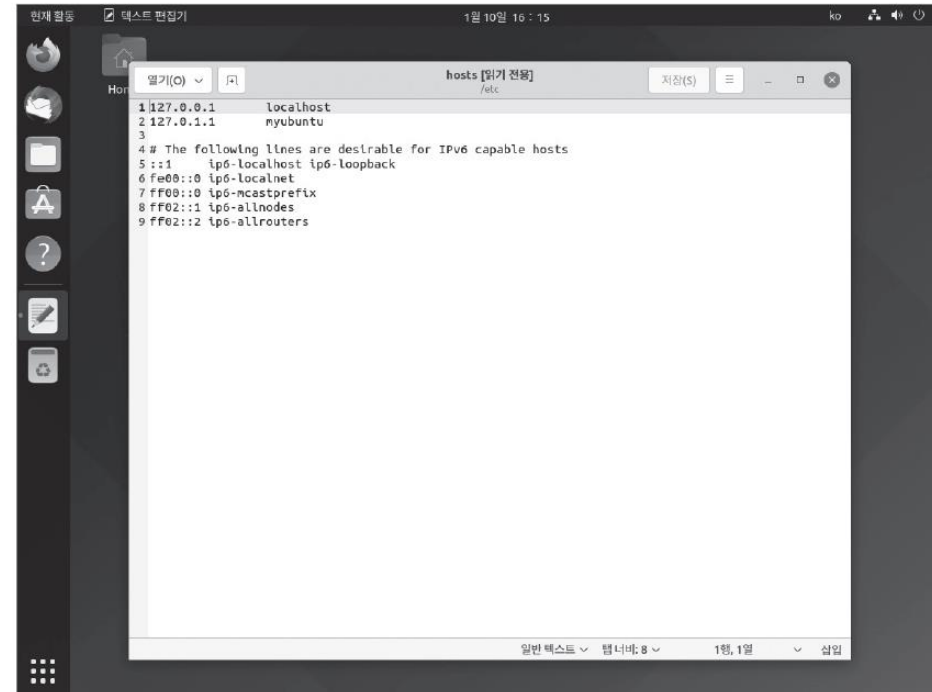 현재 활동 텍스트 편집기 1월 10일 16 : 15 ko
Hon
열기(O) hosts [읽기 전용] 저장(S)
/etc
1 127.0.0.1 localhost
2 127.0.1.1 myubuntu
3
4 # The following lines are desirable for IPv6 capable hosts
5 ::1 ip6-localhost ip6-loopback
6 fe00::0 ip6-localnet
7 ff00::0 ip6-mcastprefix
8 ff02::1 ip6-allnodes
9 ff02::2 ip6-allrouters
일반 텍스트 탭 너비: 8 1행, 1열 삽입